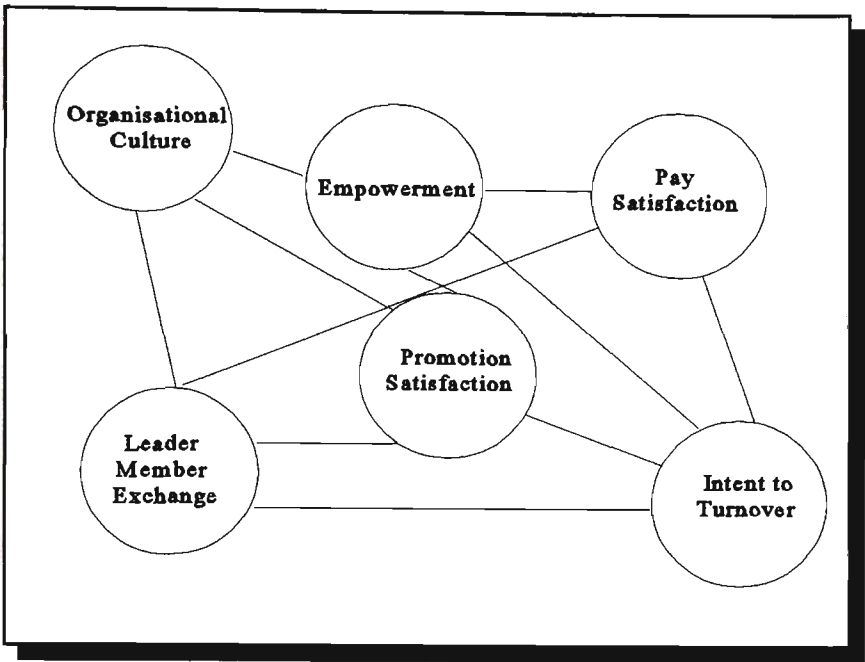 Organisational
Culture
Empowerment
Pay
Satisfaction
Promotion
Satisfaction
Leader
Member
Exchange
Intent to
Turnover